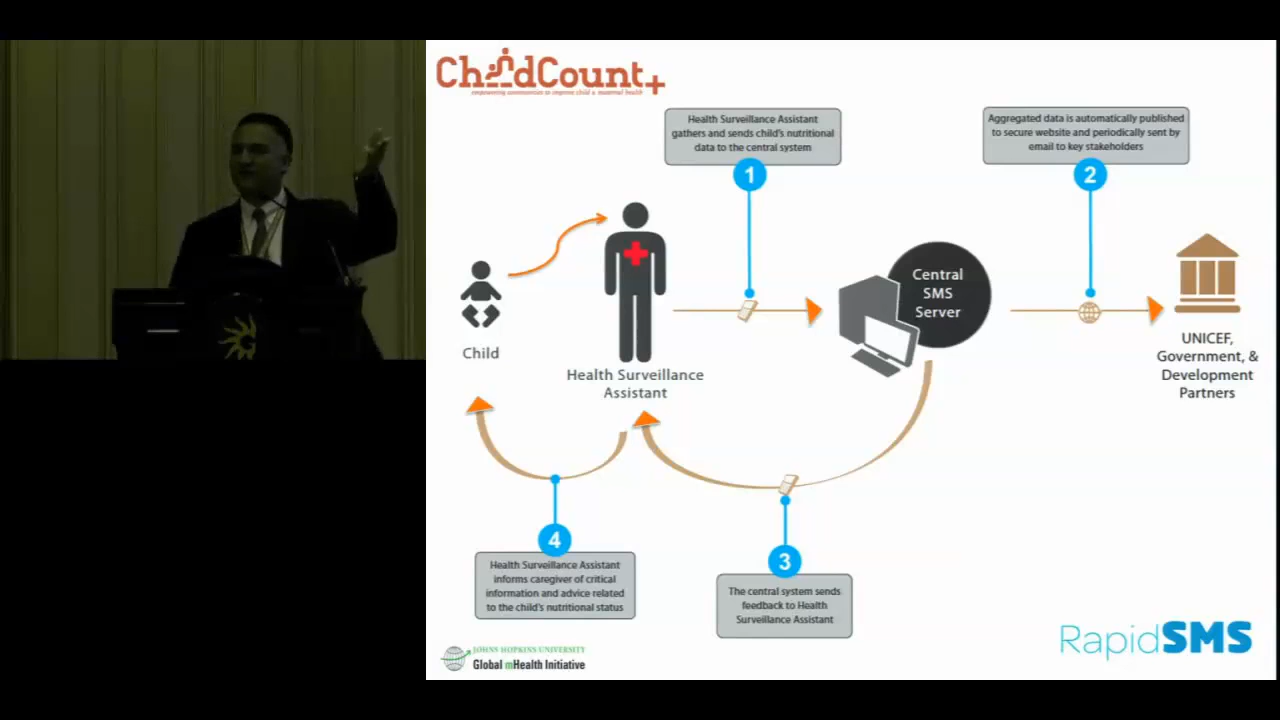 ChildCount+
empowering communities to improve child & maternal health
Health Surveillance Assistant
gathers and sends child's nutritional
data to the central system
1
Aggregated data is automatically published
to secure website and periodically sent by
email to key stakeholders
2
Central
SMS
Server
Child
Health Surveillance
Assistant
UNICEF,
Government, &
Development
Partners
4
Health Surveillance Assistant
informs caregiver of critical
information and advice related
to the child's nutritional status
3
The central system sends
feedback to Health
Surveillance Assistant
JOHNS HOPKINS UNIVERSITY
Global mHealth Initiative
RapidSMS